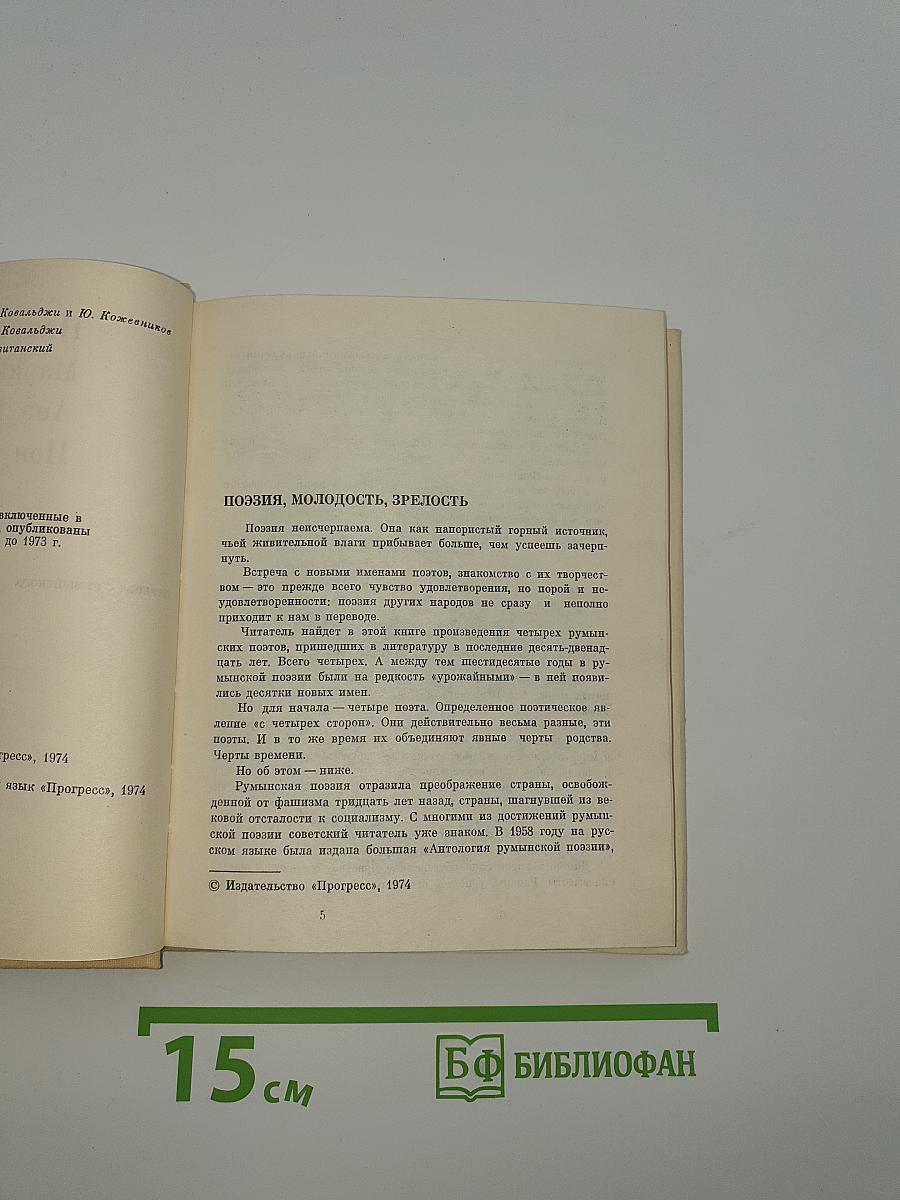 Ковальджи и Ю. Кожевников
Ковальджи
витанский
включенные в
опубликованы
до 1973 г.
гресс», 1974
язык «Прогресс», 1974
ПОЭЗИЯ, МОЛОДОСТЬ, ЗРЕЛОСТЬ
Поэзия неисчерпаема. Она как напористый горный источник,
чьей живительной влаги прибывает больше, чем успеешь зачерп-
нуть.
Встреча с новыми именами поэтов, знакомство с их творчест-
вом — это прежде всего чувство удовлетворения, но порой и не-
удовлетворенности: поэзия других народов не сразу и неполно
приходит к нам в переводе.
Читатель найдет в этой книге произведения четырех румын-
ских поэтов, пришедших в литературу в последние десять-двенад-
цать лет. Всего четырех. А между тем шестидесятые годы в ру-
мынской поэзии были на редкость «урожайными» — в ней появи-
лись десятки новых имен.
Но для начала — четыре поэта. Определенное поэтическое яв-
ление «с четырех сторон». Они действительно весьма разные, эти
поэты. И в то же время их объединяют явные черты родства.
Черты времени.
Но об этом — ниже.
Румынская поэзия отразила преображение страны, освобож-
денной от фашизма тридцать лет назад, страны, шагнувшей из ве-
ковой отсталости к социализму. С многими из достижений румын-
ской поэзии советский читатель уже знаком. В 1958 году на рус-
ском языке была издана большая «Антология румынской поэзии»,
© Издательство «Прогресс», 1974
5
15 см
БФ БИБЛИОФАН